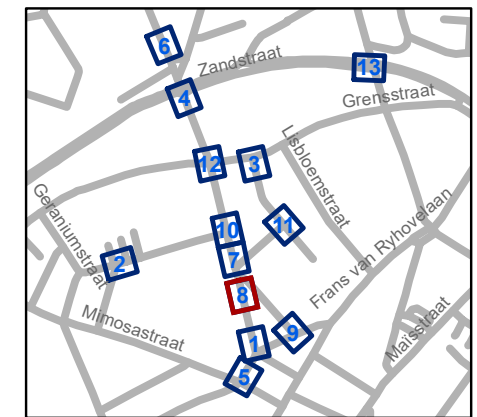 6
Zandstraat
13
4
Grensstraat
Lisbloemstraat
12
3
Geraniumstraat
10
11
2
7
Frans van Ryhovelaan
8
Mimosastraat
9
1
Maïsstraat
5